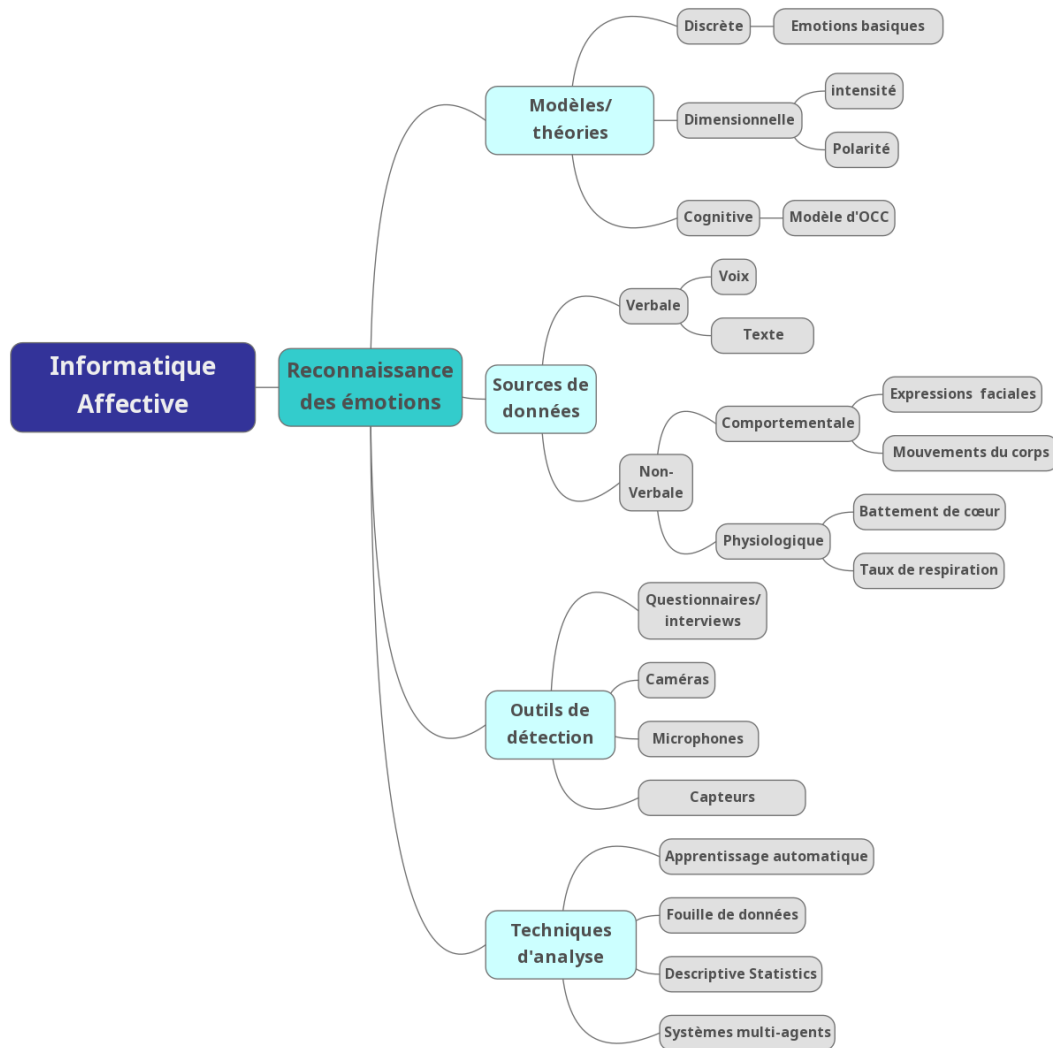 Informatique
Affective
Reconnaissance
des émotions
Modèles/
théories
Discrète
Emotions basiques
Dimensionnelle
intensité
Polarité
Cognitive
Modèle d'OCC
Sources de
données
Verbale
Voix
Texte
Non-
Verbale
Comportementale
Expressions  faciales
Mouvements du corps
Physiologique
Battement de cœur
Taux de respiration
Outils de
détection
Questionnaires/
interviews
Caméras
Microphones
Capteurs
Techniques
d'analyse
Apprentissage automatique
Fouille de données
Descriptive Statistics
Systèmes multi-agents